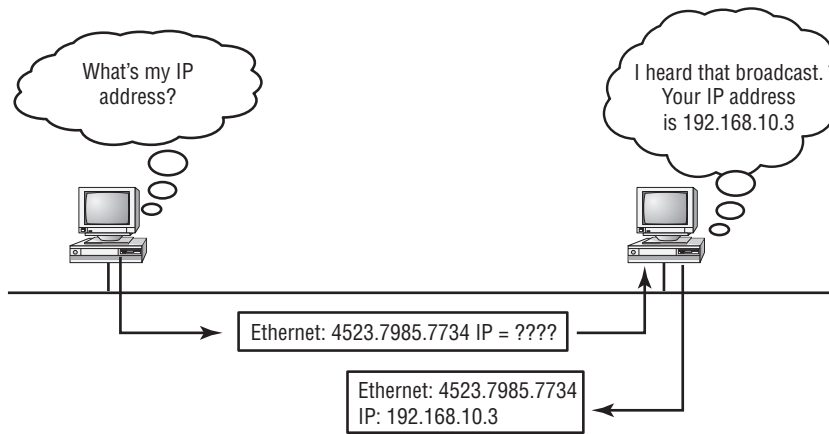 What's my IP
address?
I heard that broadcast.
Your IP address
is 192.168.10.3
Ethernet: 4523.7985.7734 IP = ????
Ethernet: 4523.7985.7734
IP: 192.168.10.3